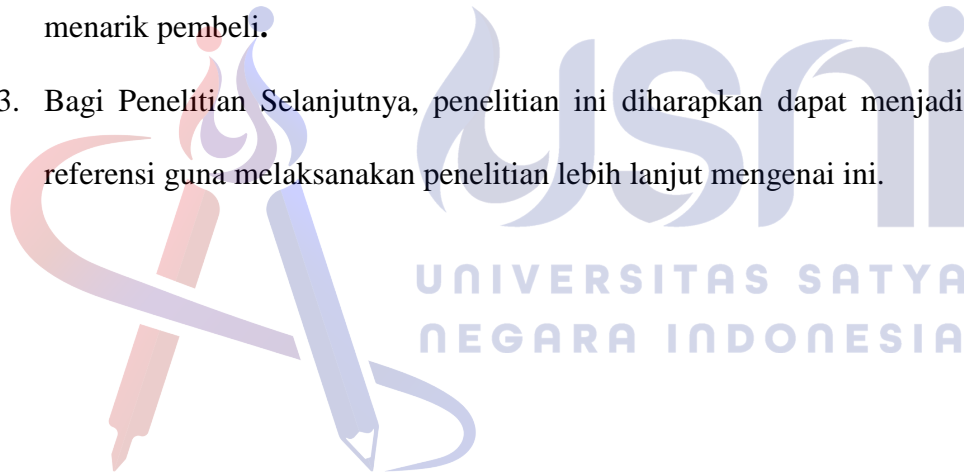 menarik pembeli.
3. Bagi Penelitian Selanjutnya, penelitian ini diharapkan dapat menjadi
referensi guna melaksanakan penelitian lebih lanjut mengenai ini.
usni
UNIVERSITAS SATYA
NEGARA INDONESIA